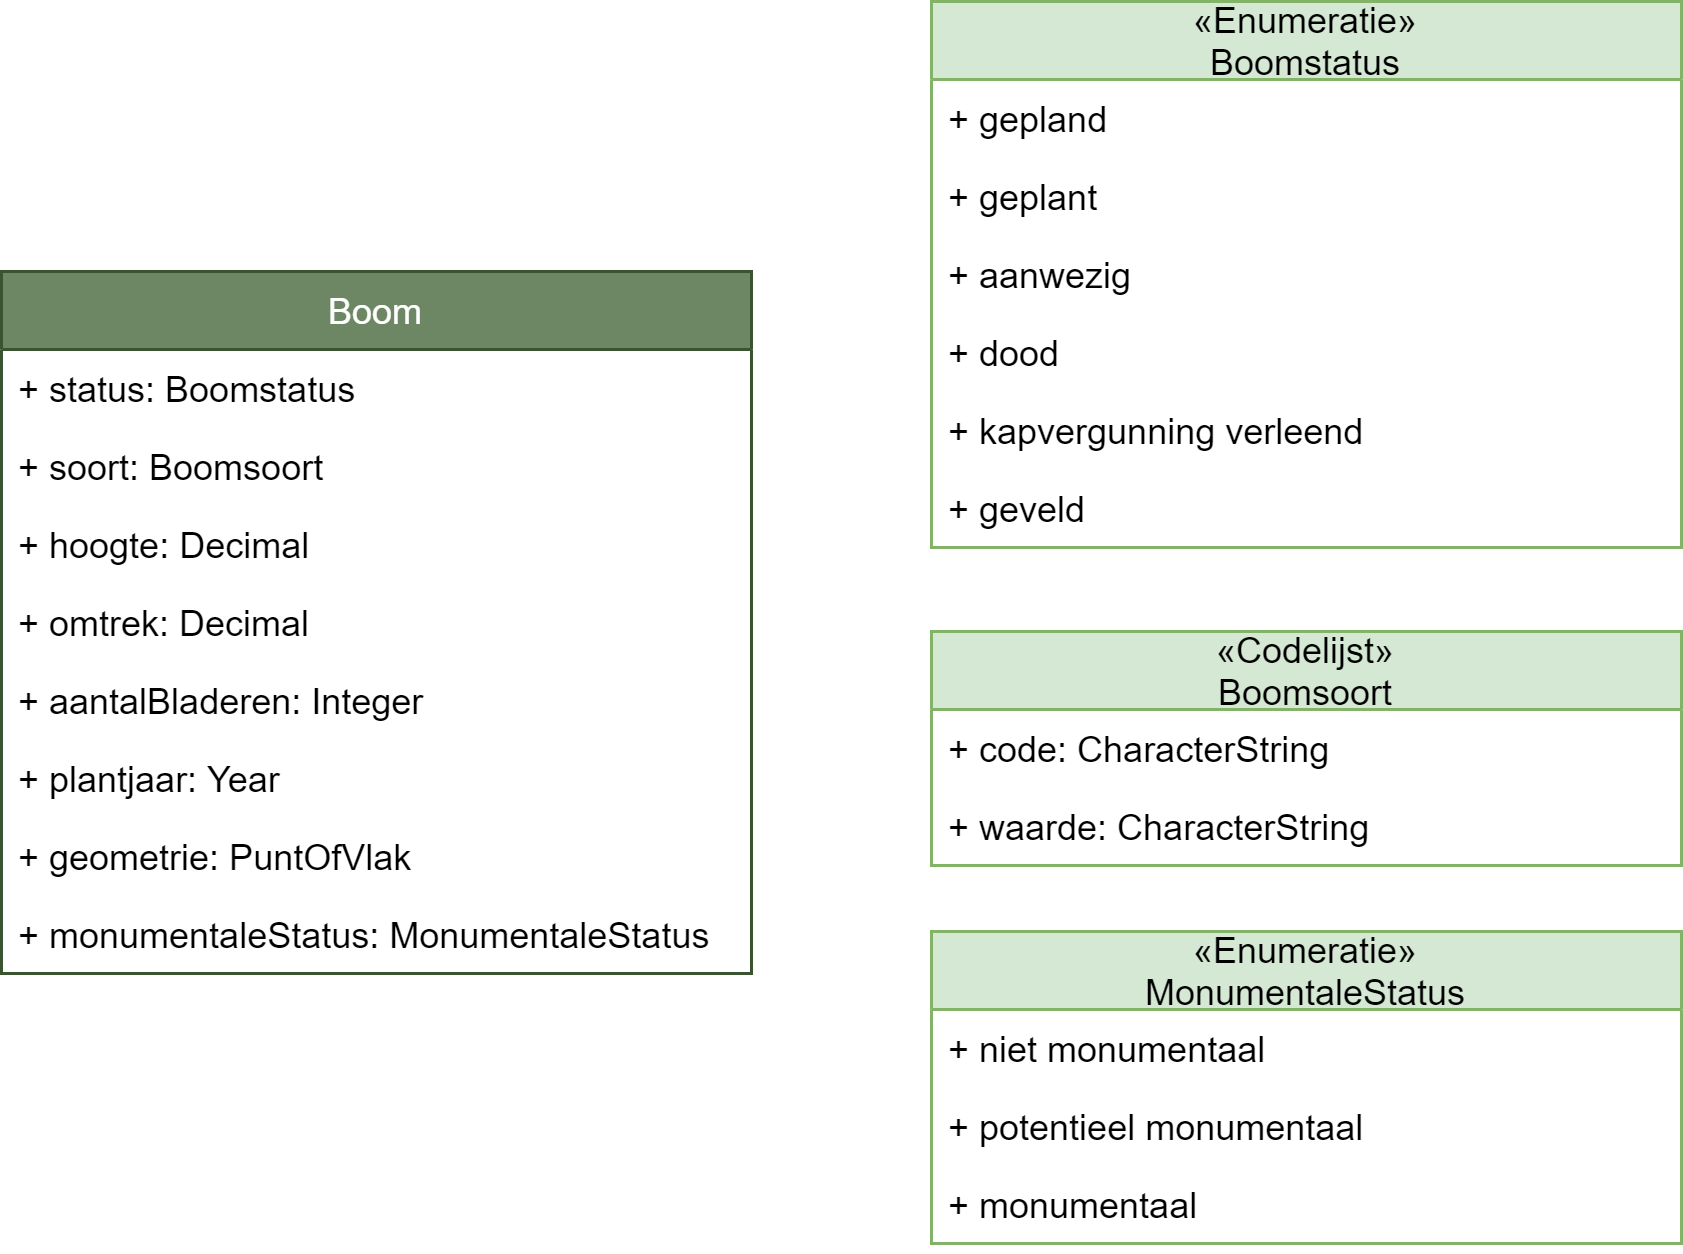 Boom
+ status: Boomstatus
+ soort: Boomsoort
+ hoogte: Decimal
+ omtrek: Decimal
+ aantalBladeren: Integer
+ plantjaar: Year
+ geometrie: PuntOfVlak
+ monumentaleStatus: MonumentaleStatus
«Enumeratie»
Boomstatus
+ gepland
+ geplant
+ aanwezig
+ dood
+ kapvergunning verleend
+ geveld
«Codelijst»
Boomsoort
+ code: CharacterString
+ waarde: CharacterString
«Enumeratie»
MonumentaleStatus
+ niet monumentaal
+ potentieel monumentaal
+ monumentaal